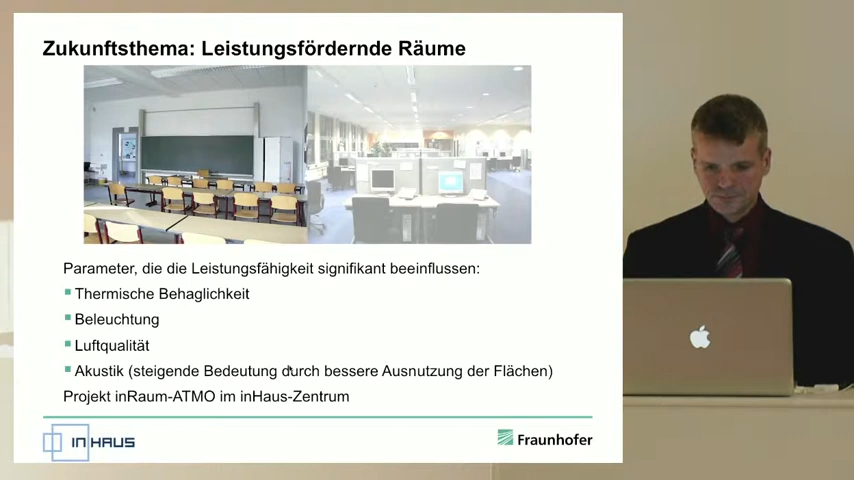 Zukunftsthema: Leistungsfördernde Räume
Parameter, die die Leistungsfähigkeit signifikant beeinflussen:
Thermische Behaglichkeit
Beleuchtung
Luftqualität
Akustik (steigende Bedeutung durch bessere Ausnutzung der Flächen)
Projekt inRaum-ATMO im inHaus-Zentrum
INHAUS
Fraunhofer